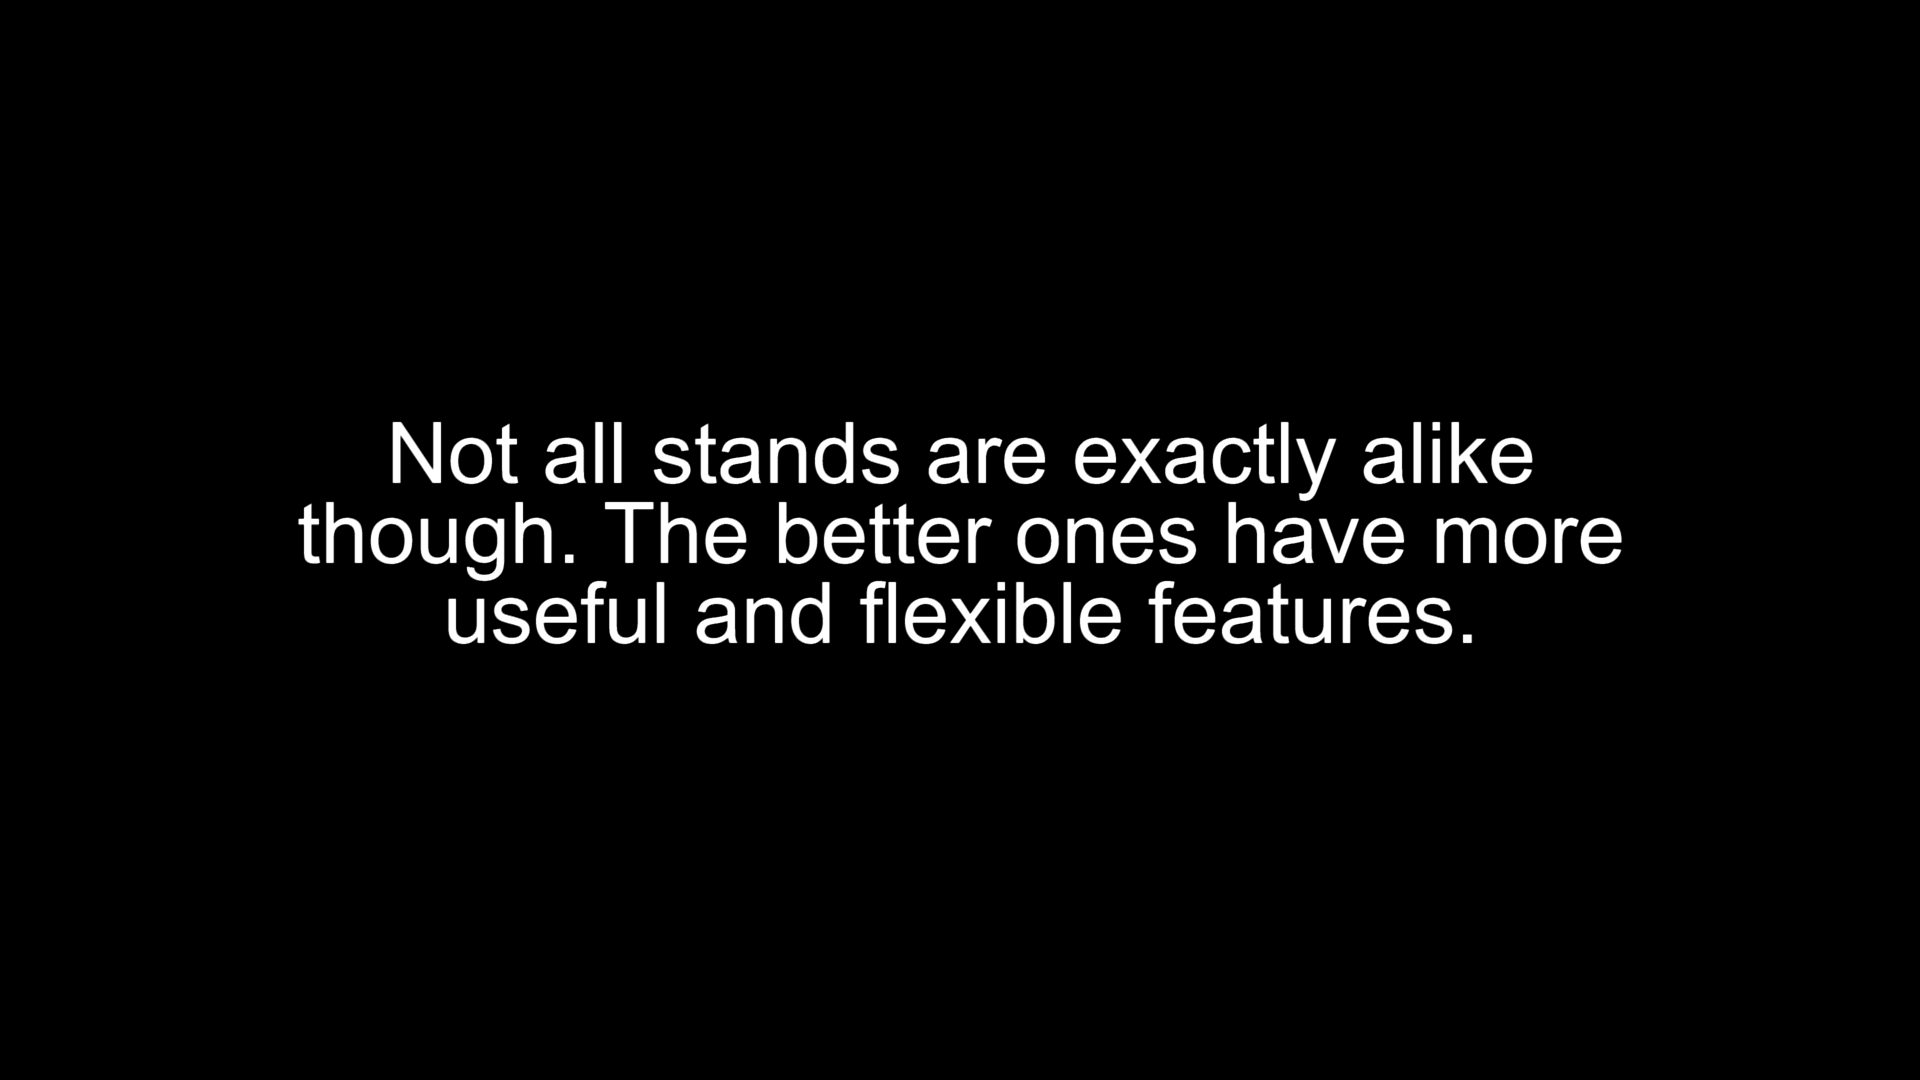 Not all stands are exactly alike
though. The better ones have more
useful and flexible features.